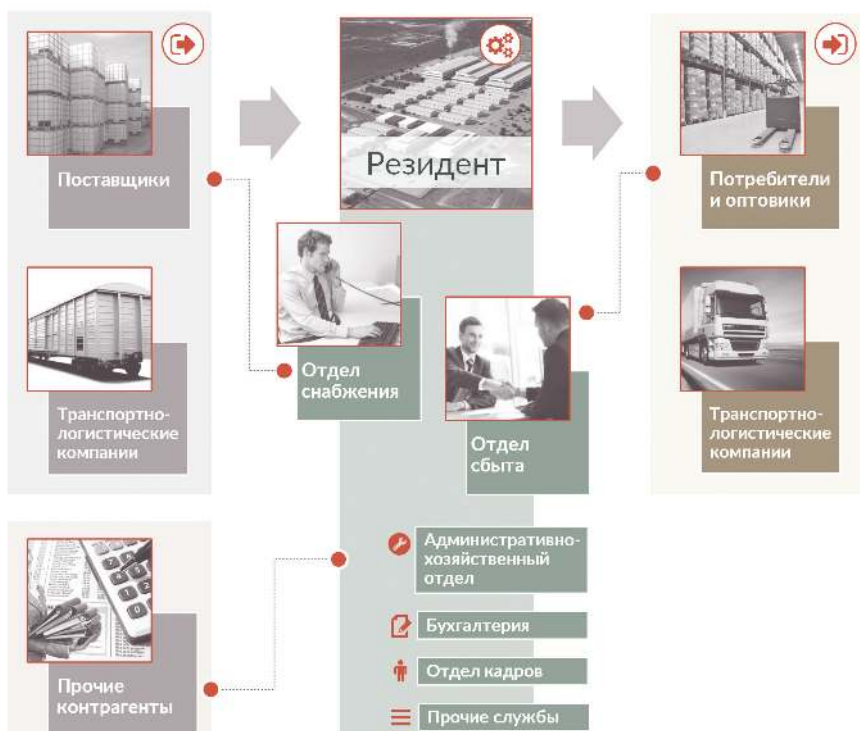 Резидент
Поставщики
Потребители
и оптовики
Отдел
снабжения
Транспортно-
логистические
компании
Отдел
сбыта
Транспортно-
логистические
компании
Административно-
хозяйственный
отдел
Бухгалтерия
Отдел кадров
Прочие
контрагенты
Прочие службы